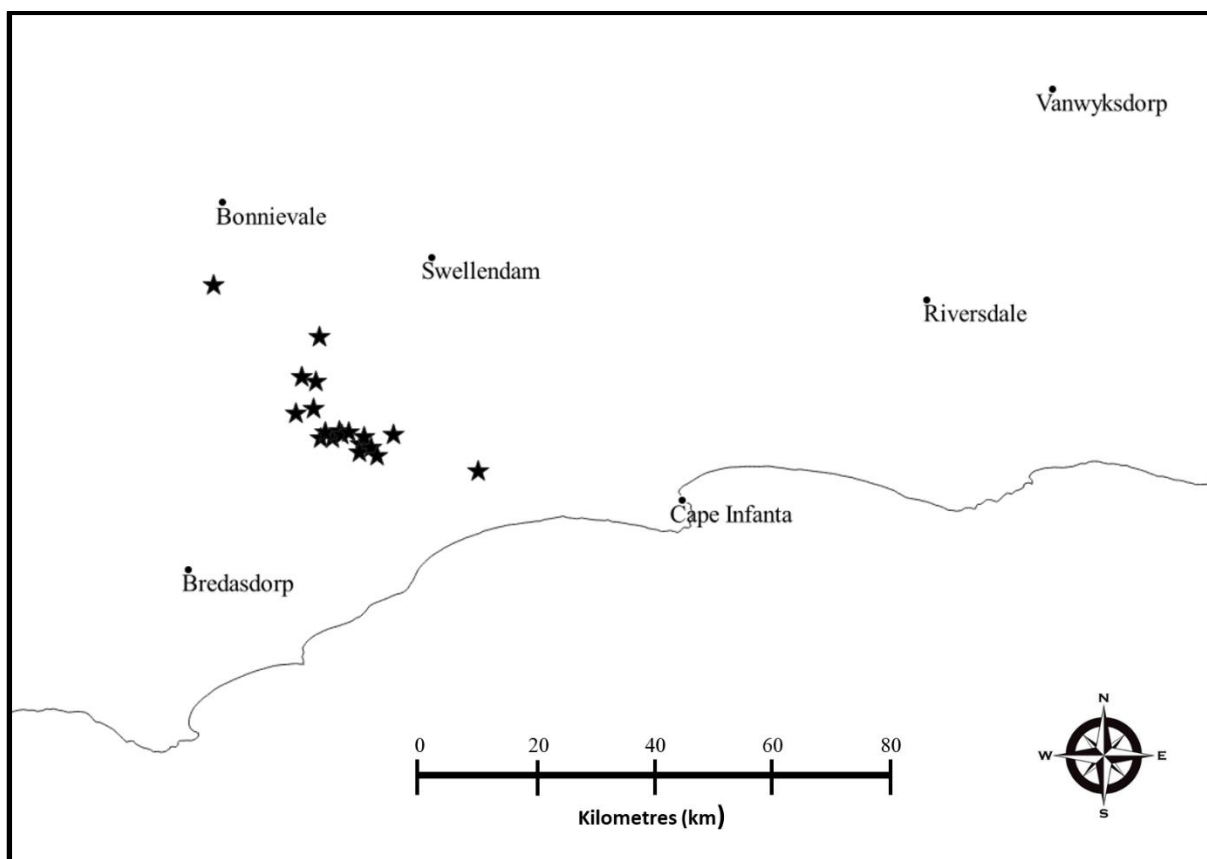 Vanwyksdorp
Bonnievale
Swellendam
Riversdale
Cape Infanta
Bredasdorp
N
W E
S
0 20 40 60 80
Kilometres (km)